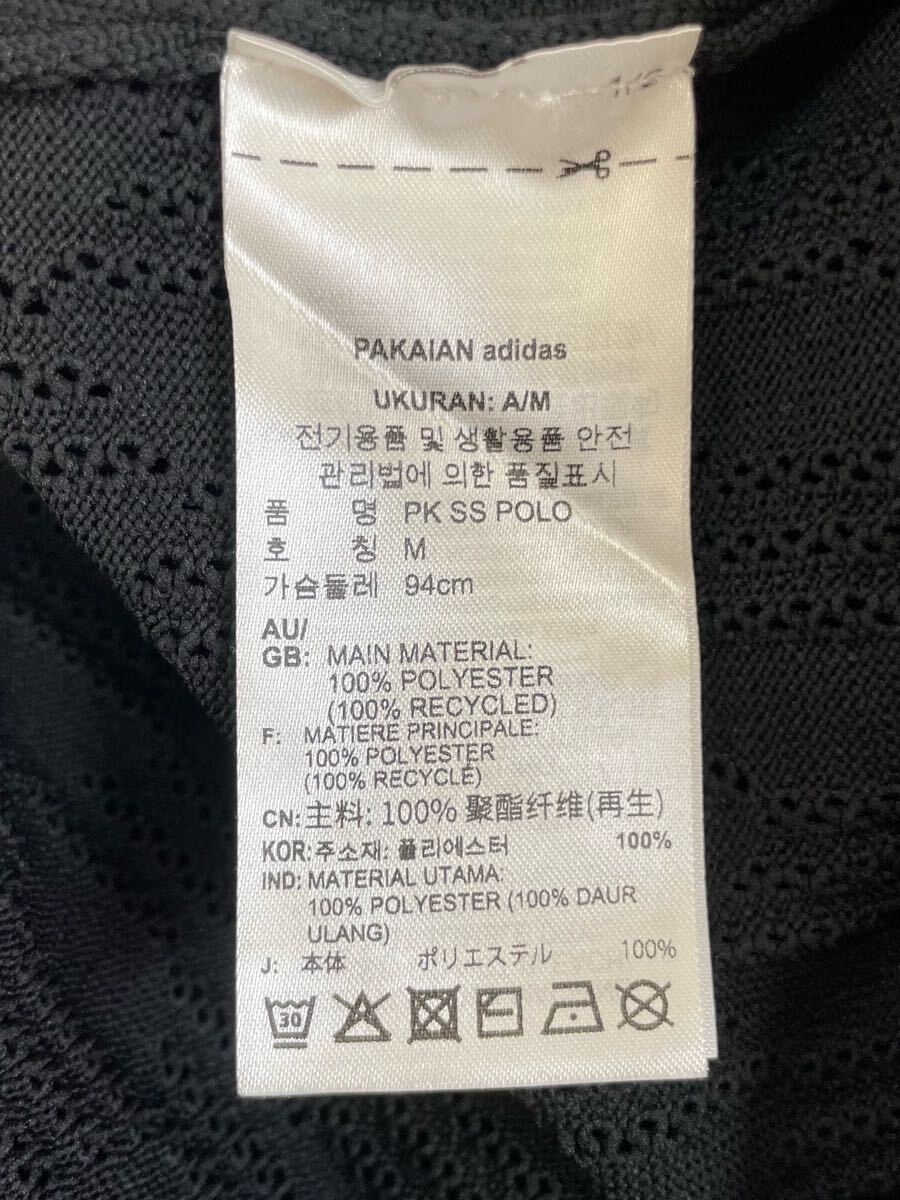 PAKAIAN adidas
UKURAN: A/M
전기용품 및 생활용품 안전
관리법에 의한 품질표시
품 명 PK SS POLO
호 칭 M
가슴둘레 94cm
AU/
GB: MAIN MATERIAL:
100% POLYESTER
(100% RECYCLED)
F: MATIERE PRINCIPALE:
100% POLYESTER
(100% RECYCLÉ)
CN: 主料: 100% 聚酯纤维(再生)
KOR: 주소재: 폴리에스터 100%
IND: MATERIAL UTAMA:
100% POLYESTER (100% DAUR
ULANG)
J: 本体 ポリエステル 100%
30